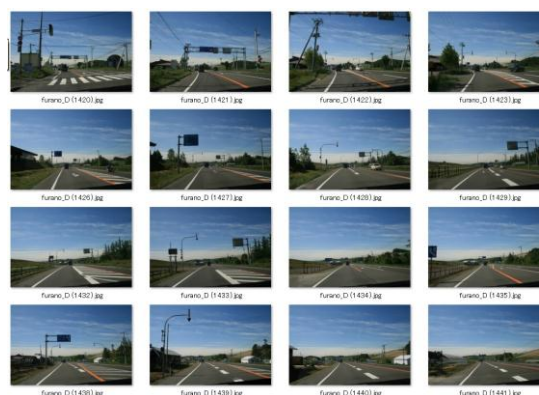 furano_D (1420).jpg
furano_D (1421).jpg
furano_D (1422).jpg
furano_D (1423).jpg
furano_D (1426).jpg
furano_D (1427).jpg
furano_D (1428).jpg
furano_D (1429).jpg
furano_D (1432).jpg
furano_D (1433).jpg
furano_D (1434).jpg
furano_D (1435).jpg
furano_D (1438).jpg
furano_D (1439).jpg
furano_D (1440).jpg
furano_D (1441).jpg